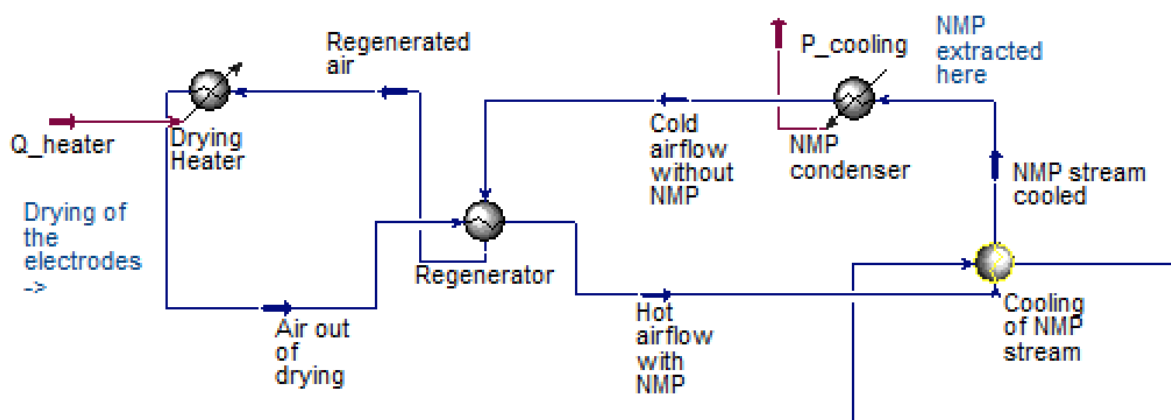 Regenerated
air
P_cooling
NMP
extracted
here
Q_heater
Drying
Heater
Cold
airflow
without
NMP
NMP
condenser
NMP stream
cooled
Drying of
the
electrodes
->
Regenerator
Air out
of
drying
Hot
airflow
with
NMP
Cooling
of NMP
stream